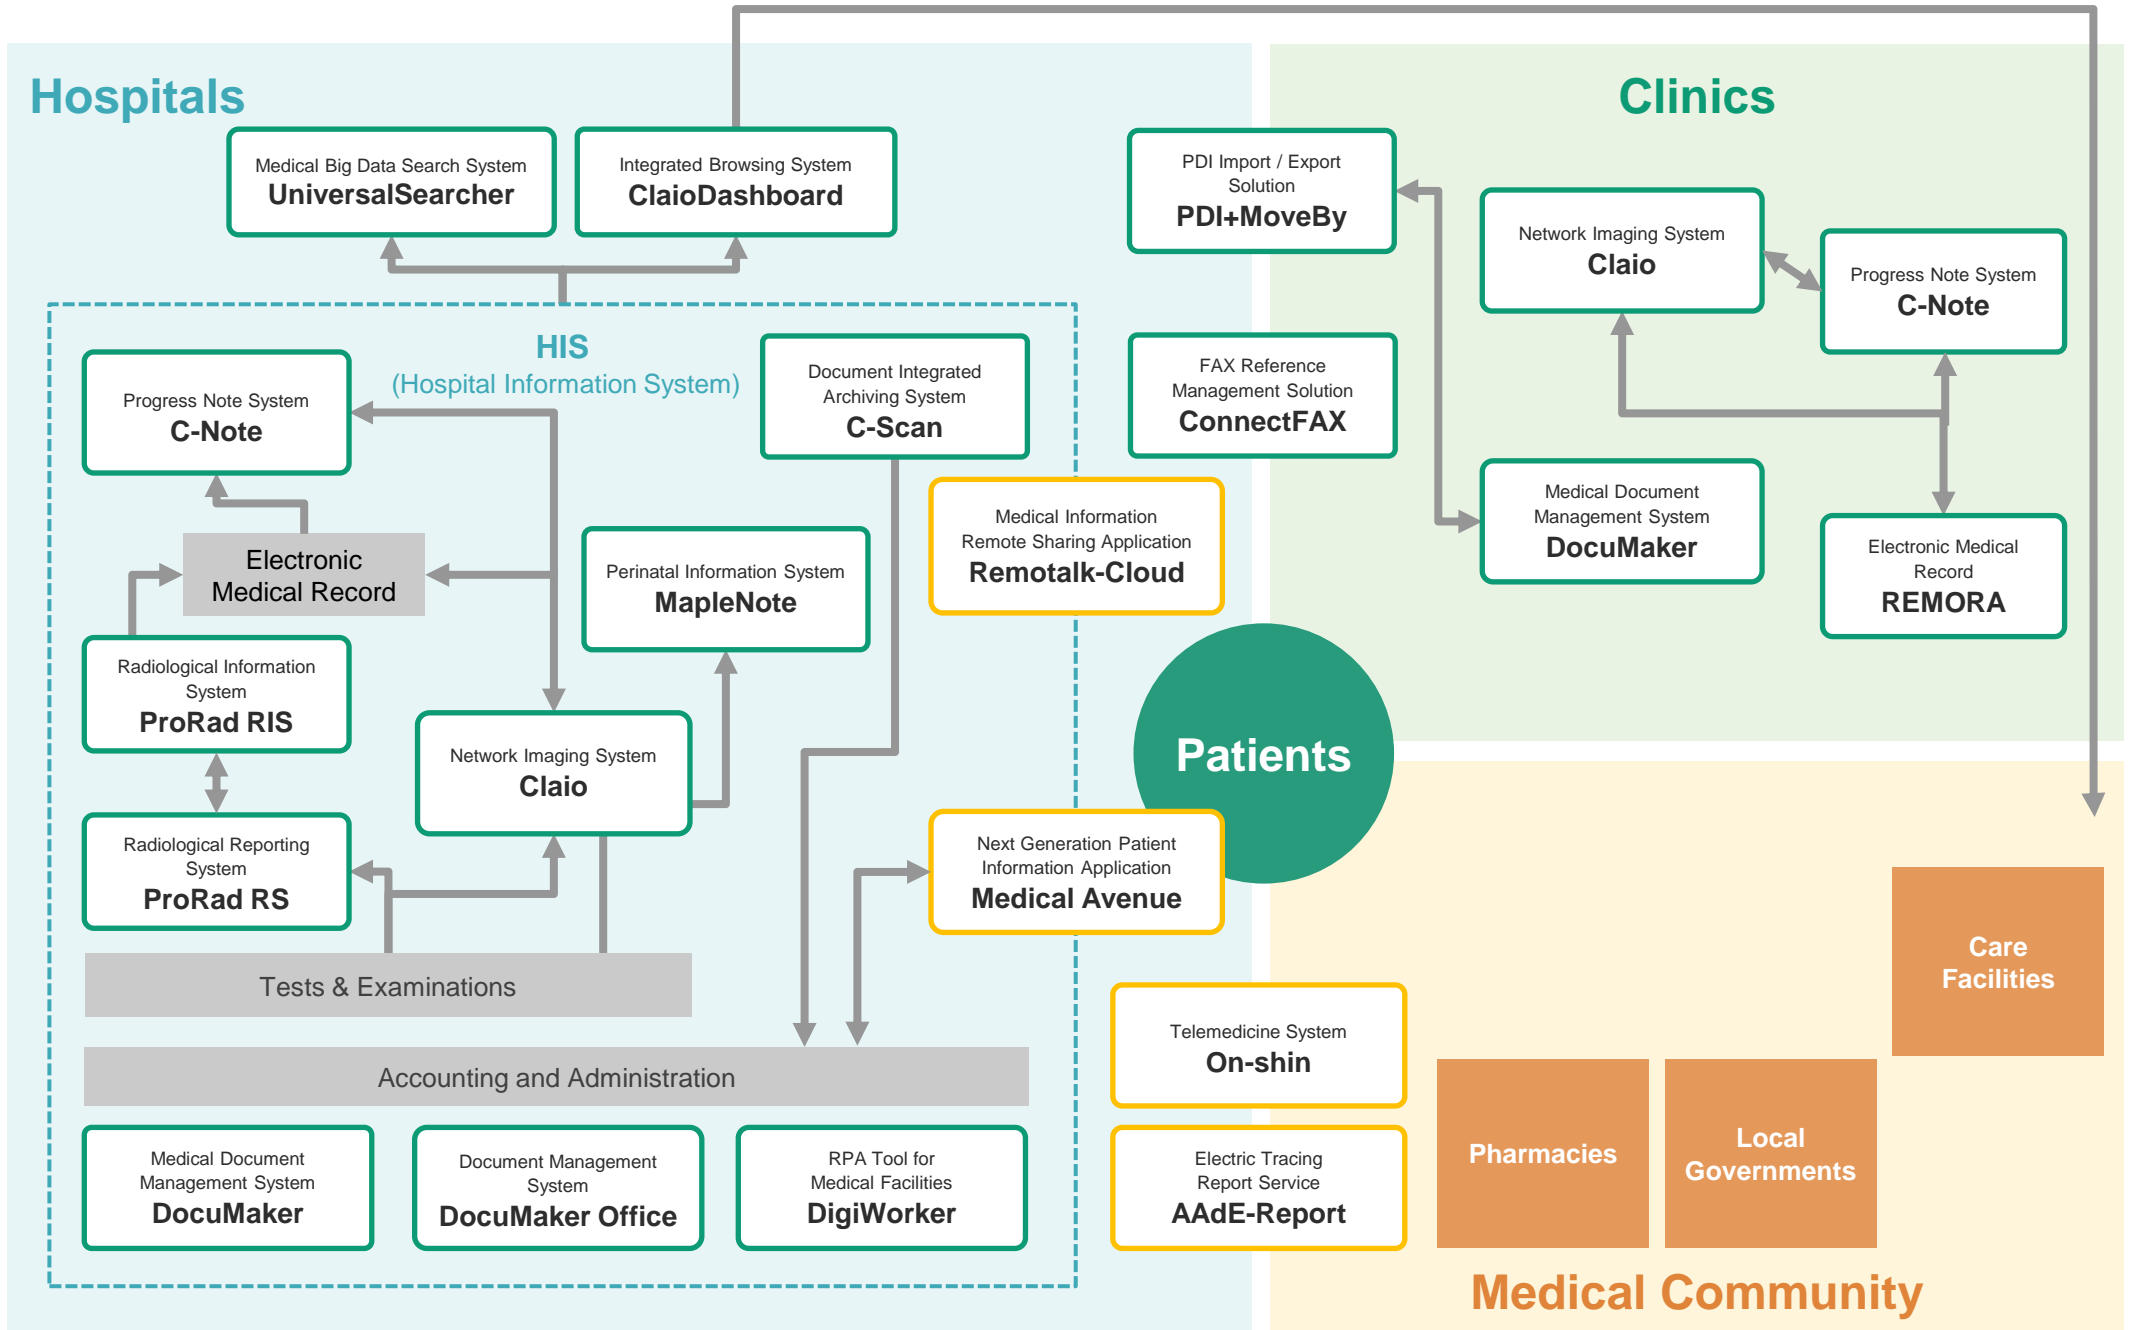 Hospitals
Medical Big Data Search System
UniversalSearcher
Integrated Browsing System
ClaioDashboard
HIS
(Hospital Information System)
Progress Note System
C-Note
Document Integrated
Archiving System
C-Scan
Electronic
Medical Record
Perinatal Information System
MapleNote
Radiological Information
System
ProRad RIS
Network Imaging System
Claio
Radiological Reporting
System
ProRad RS
Tests & Examinations
Accounting and Administration
Medical Document
Management System
DocuMaker
Document Management
System
DocuMaker Office
RPA Tool for
Medical Facilities
DigiWorker
PDI Import / Export
Solution
PDI+MoveBy
FAX Reference
Management Solution
ConnectFAX
Medical Information
Remote Sharing Application
Remotalk-Cloud
Patients
Next Generation Patient
Information Application
Medical Avenue
Telemedicine System
On-shin
Electric Tracing
Report Service
AAdE-Report
Clinics
Network Imaging System
Claio
Progress Note System
C-Note
Medical Document
Management System
DocuMaker
Electronic Medical
Record
REMORA
Care
Facilities
Pharmacies
Local
Governments
Medical Community